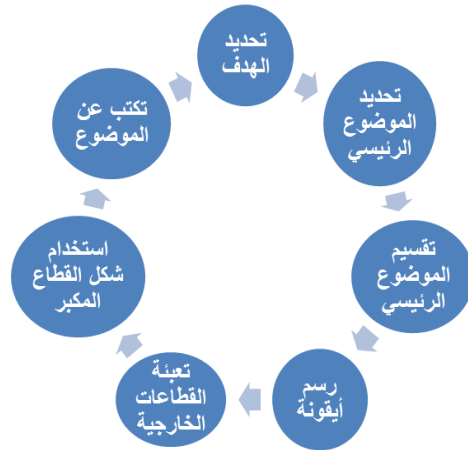 تحديد
الهدف
تحديد
الموضوع
الرئيسي
تقسيم
الموضوع
الرئيسي
رسم
أيقونة
تعبئة
القطاعات
الخارجية
استخدام
شكل القطاع
المكبر
تكتب عن
الموضوع